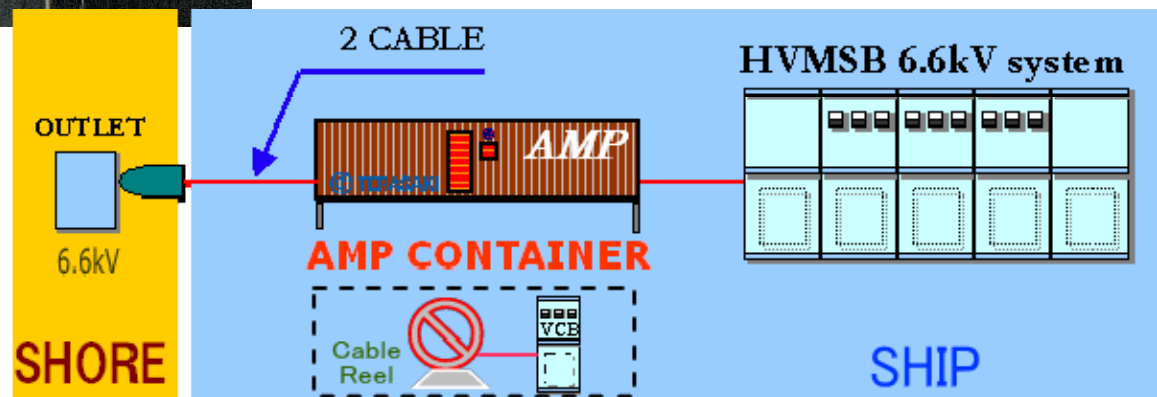 2 CABLE
HVMSB 6.6kV system
OUTLET
AMP
6.6kV
AMP CONTAINER
VCB
Cable
Reel
SHORE
SHIP